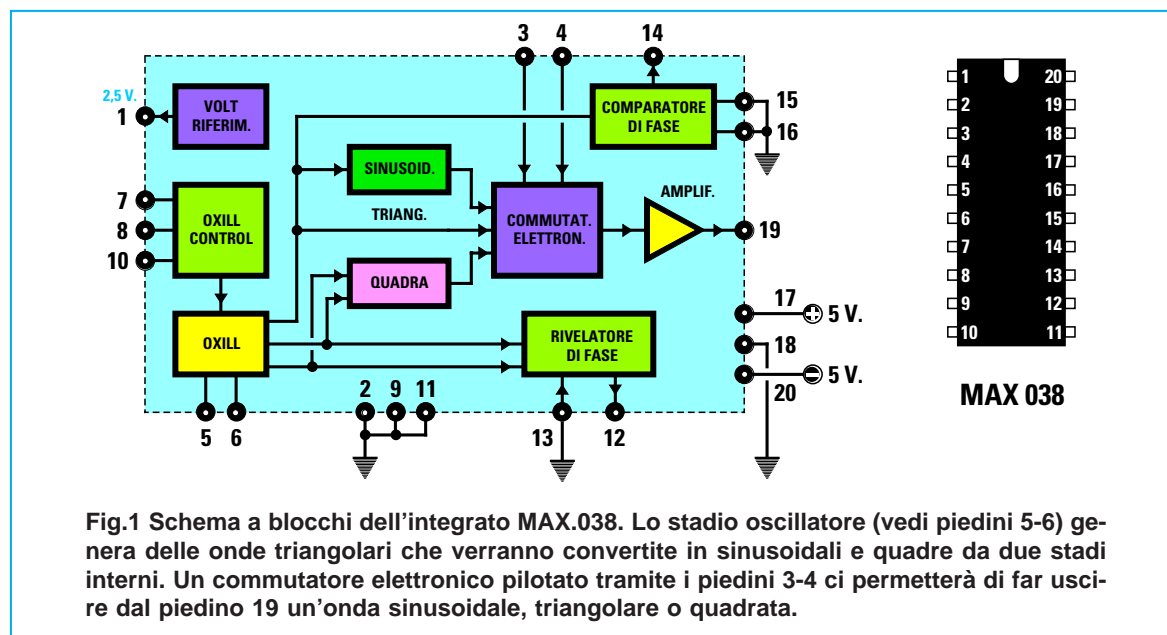 3 4 14
2,5 V.
1
VOLT
RIFERIM.
COMPARATORE
DI FASE
15
16
SINUSOID.
7
8
10
OXILL
CONTROL
TRIANG.
COMMUTAT.
ELETTRON.
AMPLIF.
19
QUADRA
OXILL
RIVELATORE
DI FASE
17
5 V.
18
5 V.
20
5 6
2 9 11
13 12
1 20
2 19
3 18
4 17
5 16
6 15
7 14
8 13
9 12
10 11
MAX 038
Fig.1 Schema a blocchi dell'integrato MAX.038. Lo stadio oscillatore (vedi piedini 5-6) ge-
nera delle onde triangolari che verranno convertite in sinusoidali e quadre da due stadi
interni. Un commutatore elettronico pilotato tramite i piedini 3-4 ci permetterà di far usci-
re dal piedino 19 un'onda sinusoidale, triangolare o quadrata.